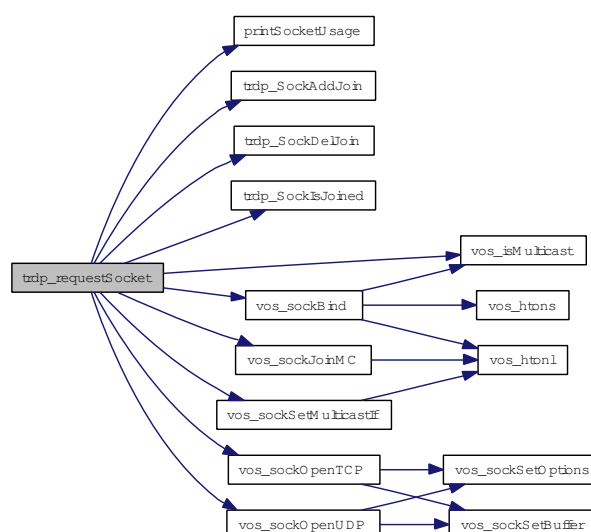 printSocketUsage
trdp_SockAddJoin
trdp_SockDelJoin
trdp_SockIsJoined
vos_isMulticast
trdp_requestSocket
vos_sockBind
vos_htons
vos_sockJoinMC
vos_htonl
vos_sockSetMulticastIf
vos_sockOpenTCP
vos_sockSetOptions
vos_sockOpenUDP
vos_sockSetBuffer